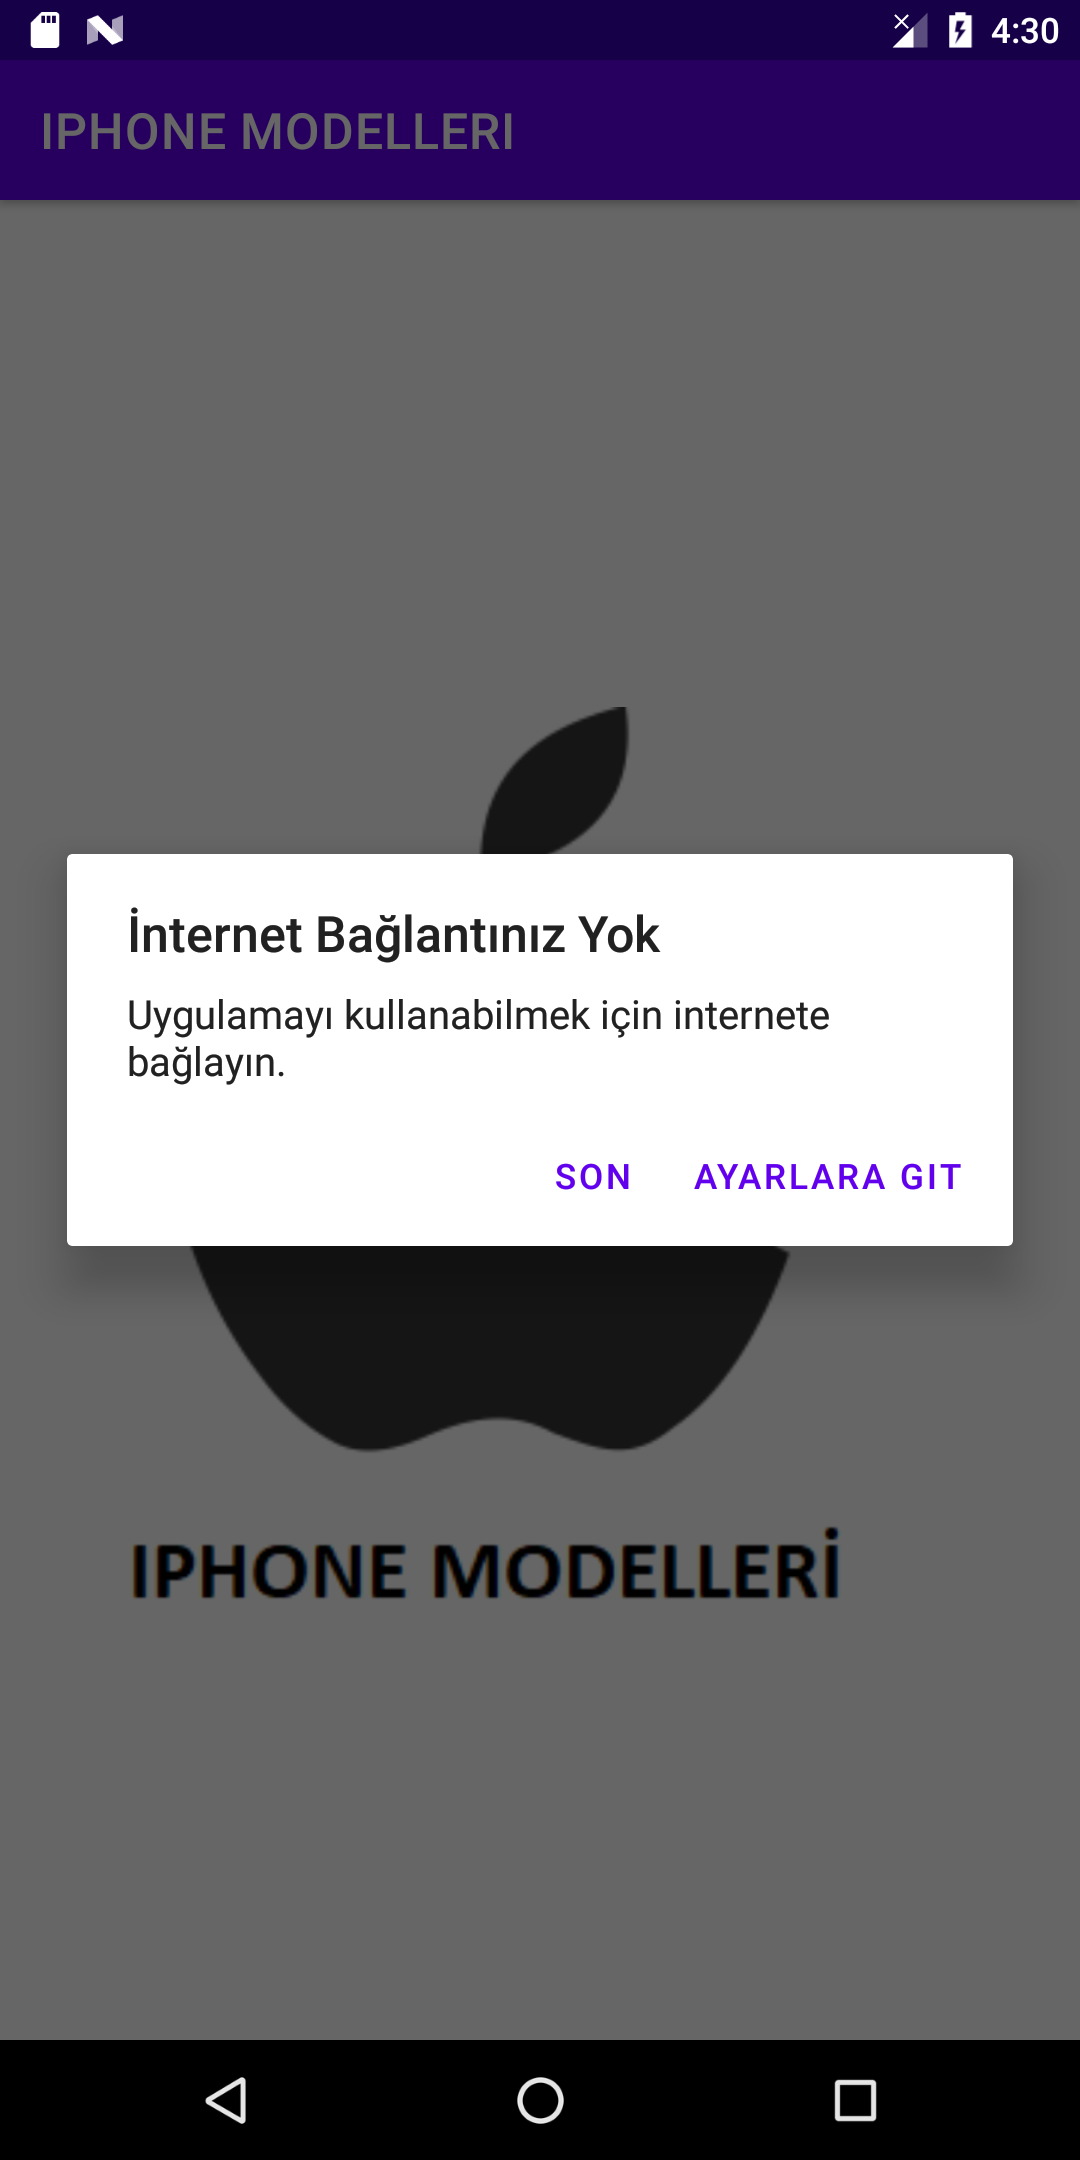 4:30
IPHONE MODELLERI
İnternet Bağlantınız Yok
Uygulamayı kullanabilmek için internete
bağlayın.
SON AYARLARA GIT
IPHONE MODELLERİ